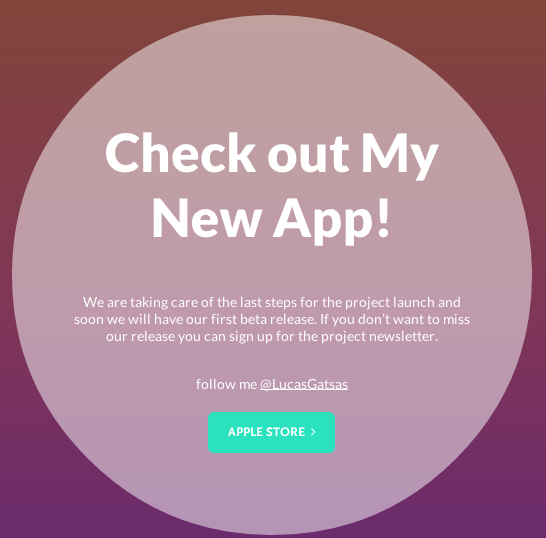 Check out My
New App!
We are taking care of the last steps for the project launch and
soon we will have our first beta release. If you don't want to miss
our release you can sign up for the project newsletter.
follow me @LucasGatsas
APPLE STORE >